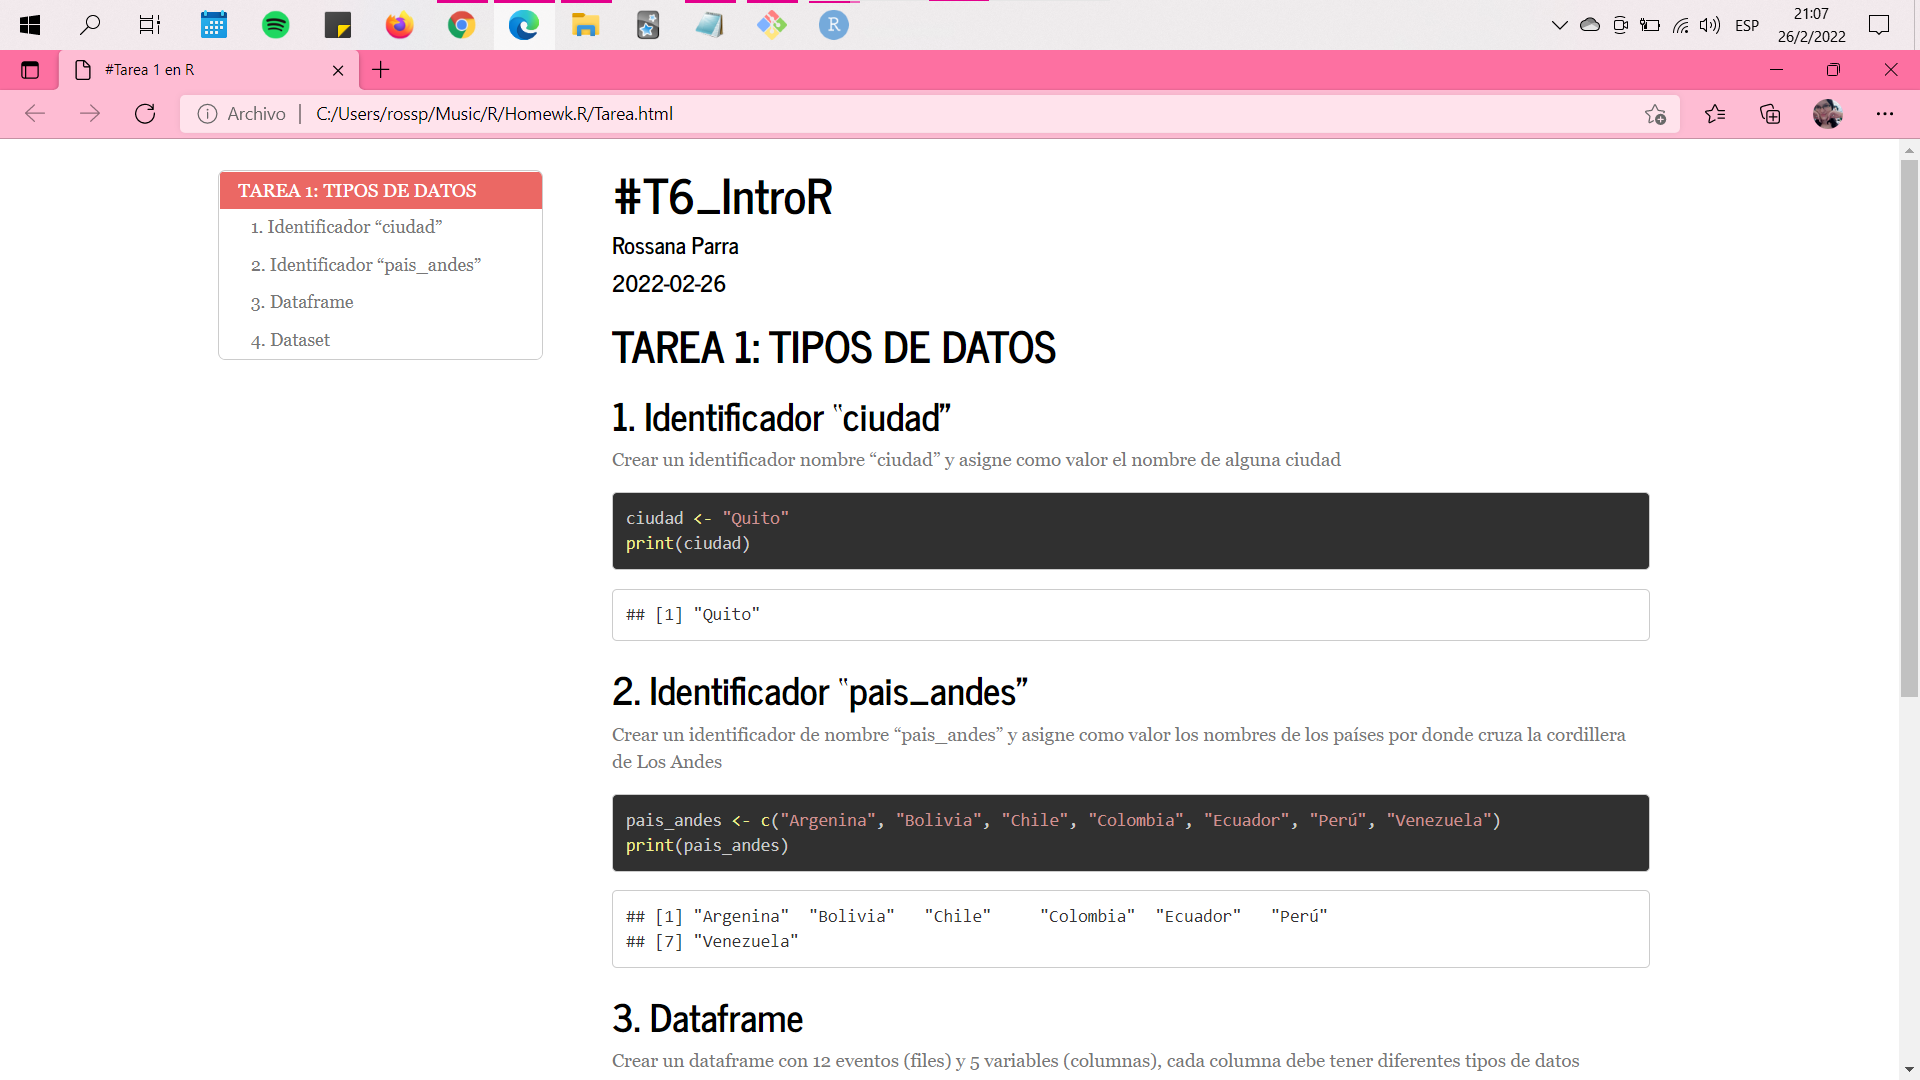 ESP
21:07
26/2/2022
#Tarea 1 en R
Archivo
C:/Users/rossp/Music/R/Homewk.R/Tarea.html
TAREA 1: TIPOS DE DATOS
1. Identificador “ciudad”
2. Identificador “pais_andes”
3. Dataframe
4. Dataset
#T6_IntroR
Rossana Parra
2022-02-26
TAREA 1: TIPOS DE DATOS
1. Identificador “ciudad”
Crear un identificador nombre “ciudad” y asigne como valor el nombre de alguna ciudad
ciudad <- "Quito"
print(ciudad)
## [1] "Quito"
2. Identificador “pais_andes”
Crear un identificador de nombre “pais_andes” y asigne como valor los nombres de los países por donde cruza la cordillera
de Los Andes
pais_andes <- c("Argenina", "Bolivia", "Chile", "Colombia", "Ecuador", "Perú", "Venezuela")
print(pais_andes)
## [1] "Argenina"  "Bolivia"   "Chile"     "Colombia"  "Ecuador"   "Perú"
## [7] "Venezuela"
3. Dataframe
Crear un dataframe con 12 eventos (files) y 5 variables (columnas), cada columna debe tener diferentes tipos de datos